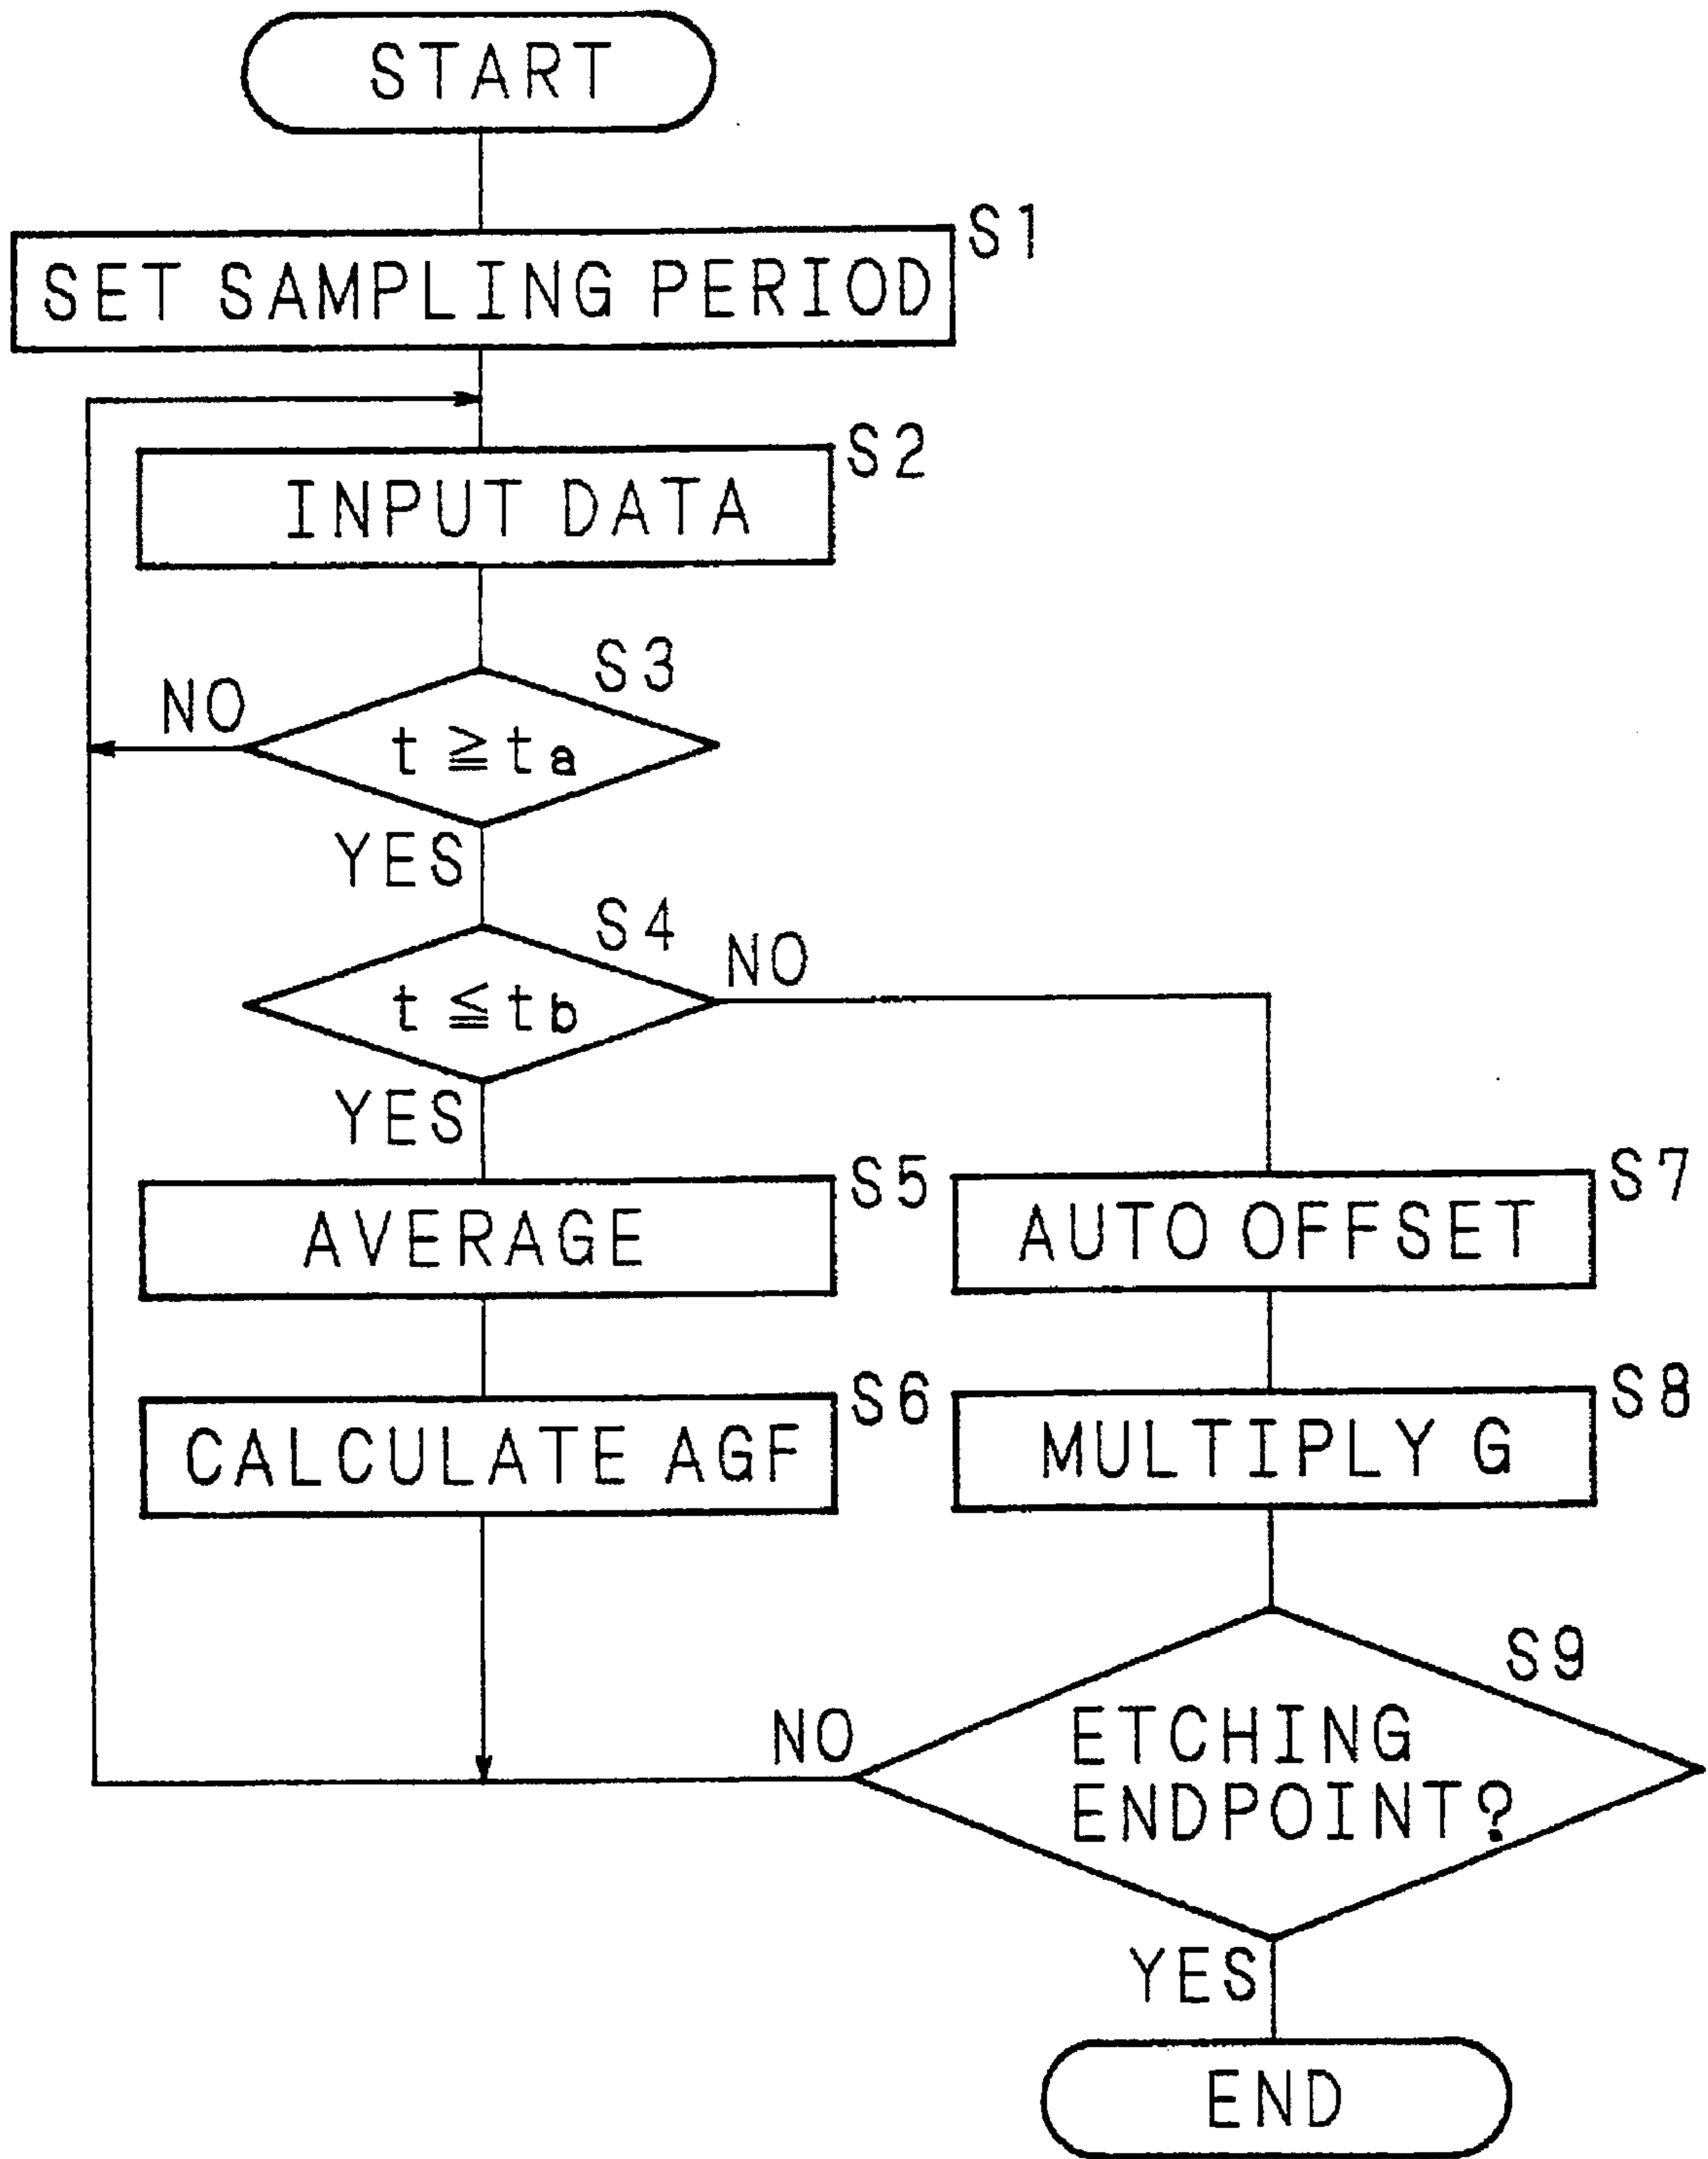 START
S1
SET SAMPLING PERIOD
S2
INPUT DATA
S3
NO
t ≧ ta
YES
S4
NO
t ≦ tb
YES
S5
AVERAGE
S7
AUTO OFFSET
S6
CALCULATE AGF
S8
MULTIPLY G
S9
NO
ETCHING
ENDPOINT?
YES
END